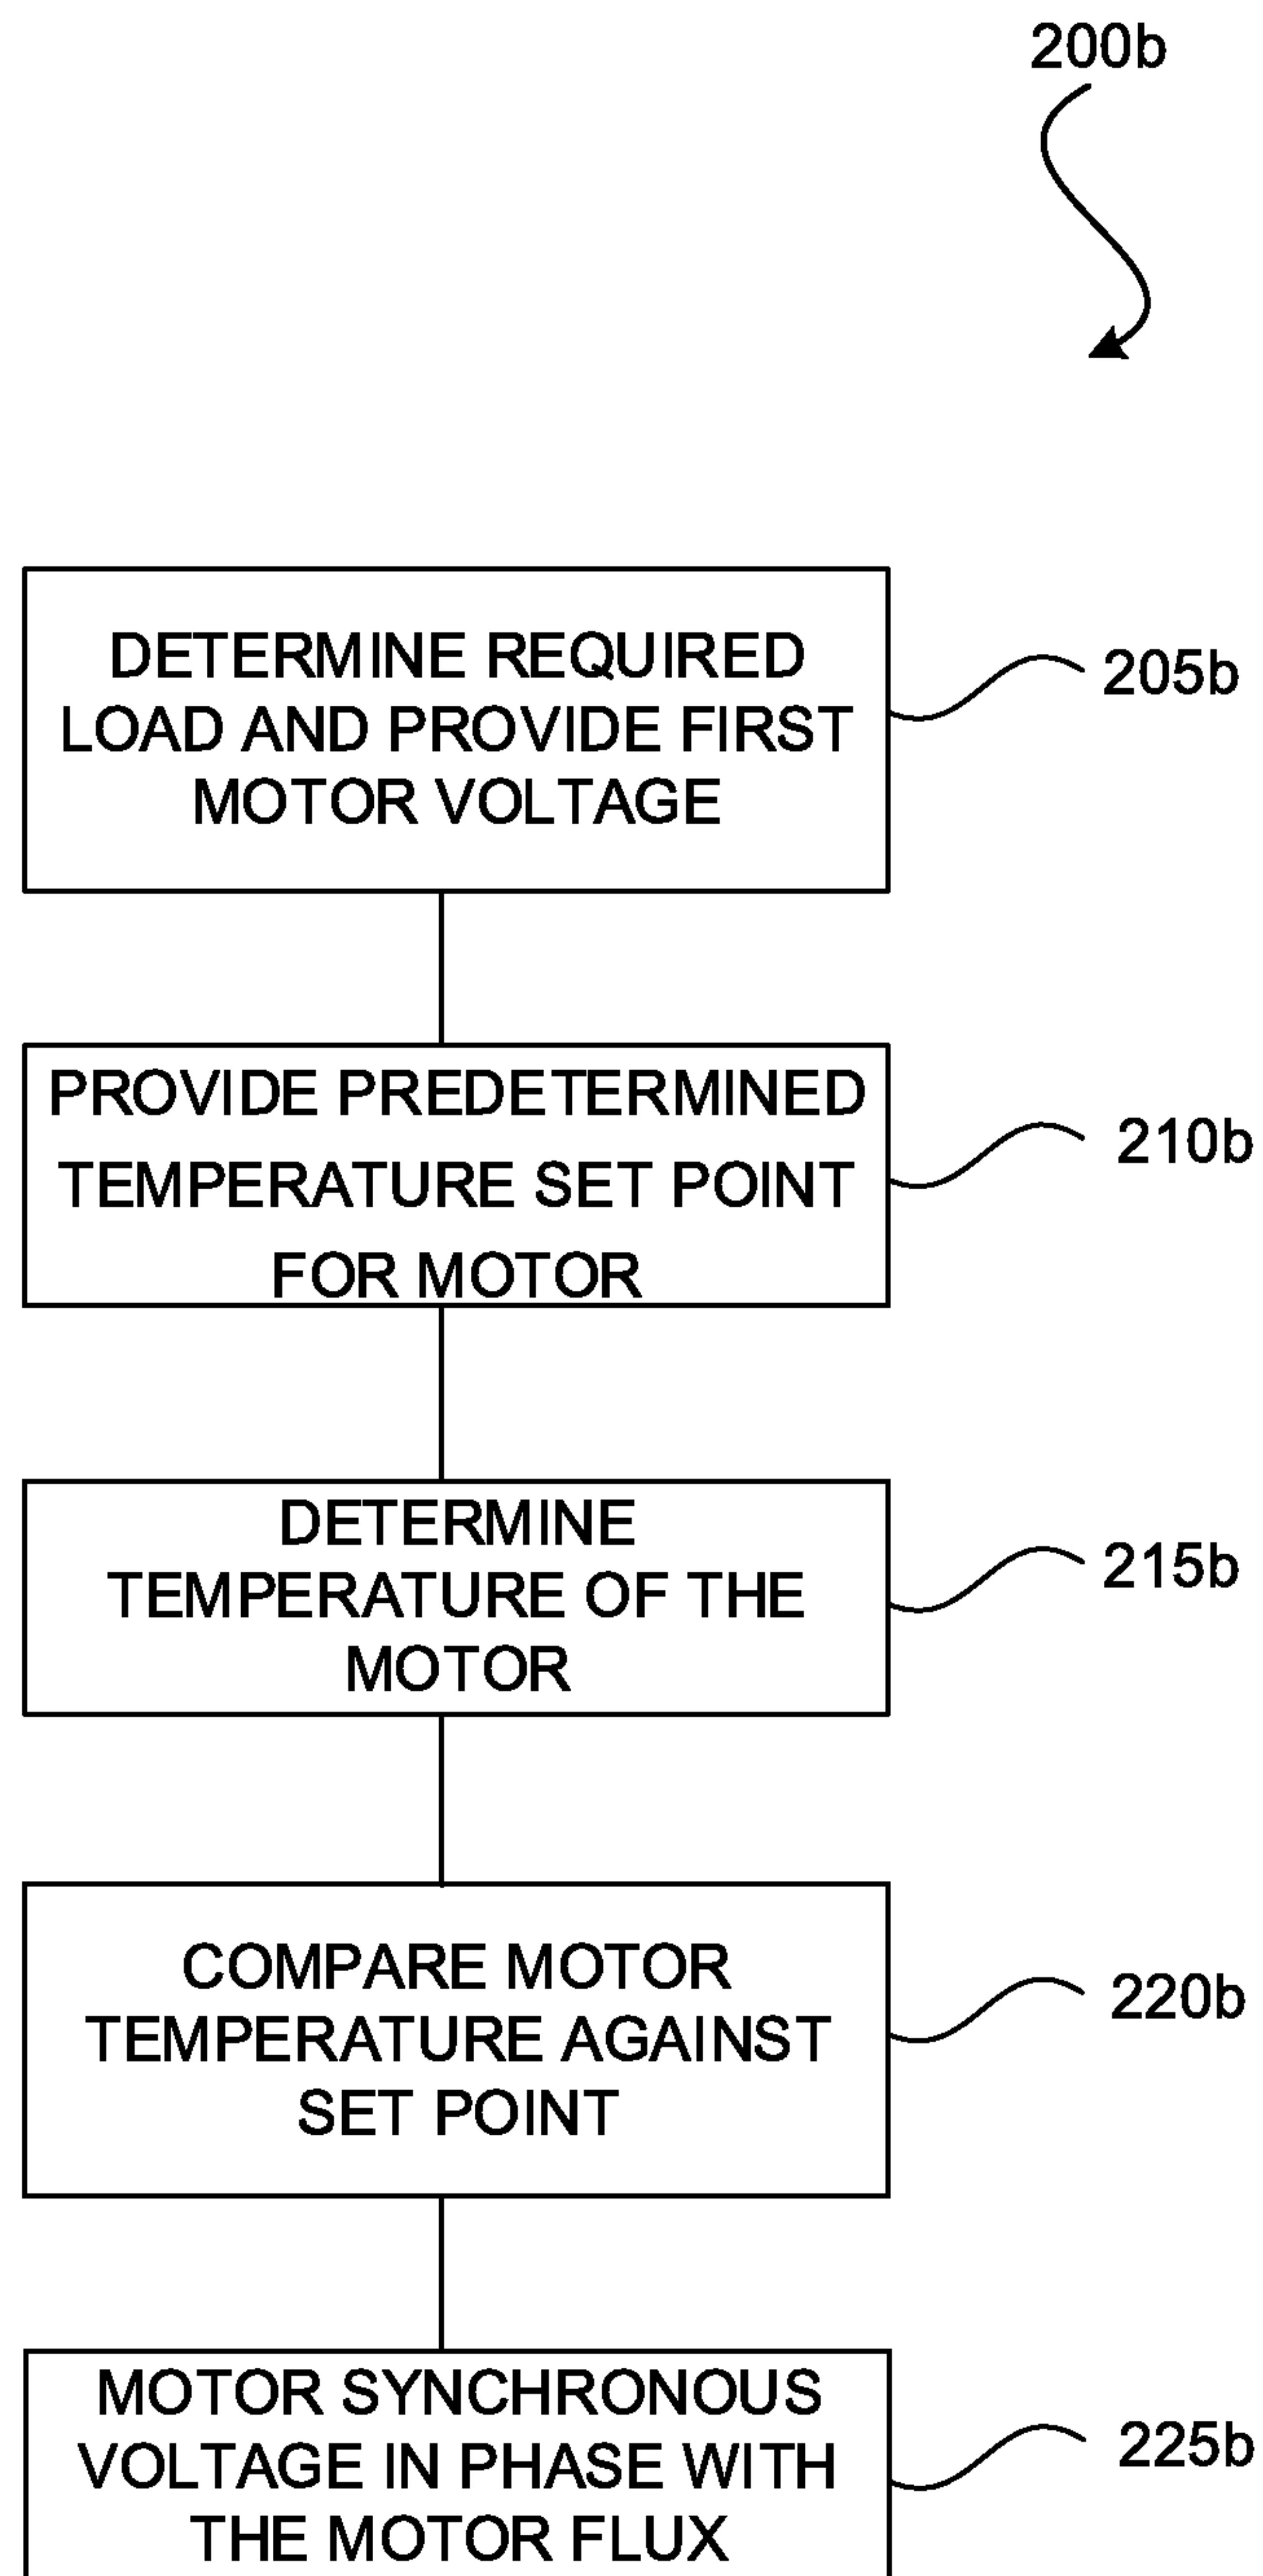 200b
DETERMINE REQUIRED
LOAD AND PROVIDE FIRST
MOTOR VOLTAGE
205b
PROVIDE PREDETERMINED
TEMPERATURE SET POINT
FOR MOTOR
210b
DETERMINE
TEMPERATURE OF THE
MOTOR
215b
COMPARE MOTOR
TEMPERATURE AGAINST
SET POINT
220b
MOTOR SYNCHRONOUS
VOLTAGE IN PHASE WITH
THE MOTOR FLUX
225b